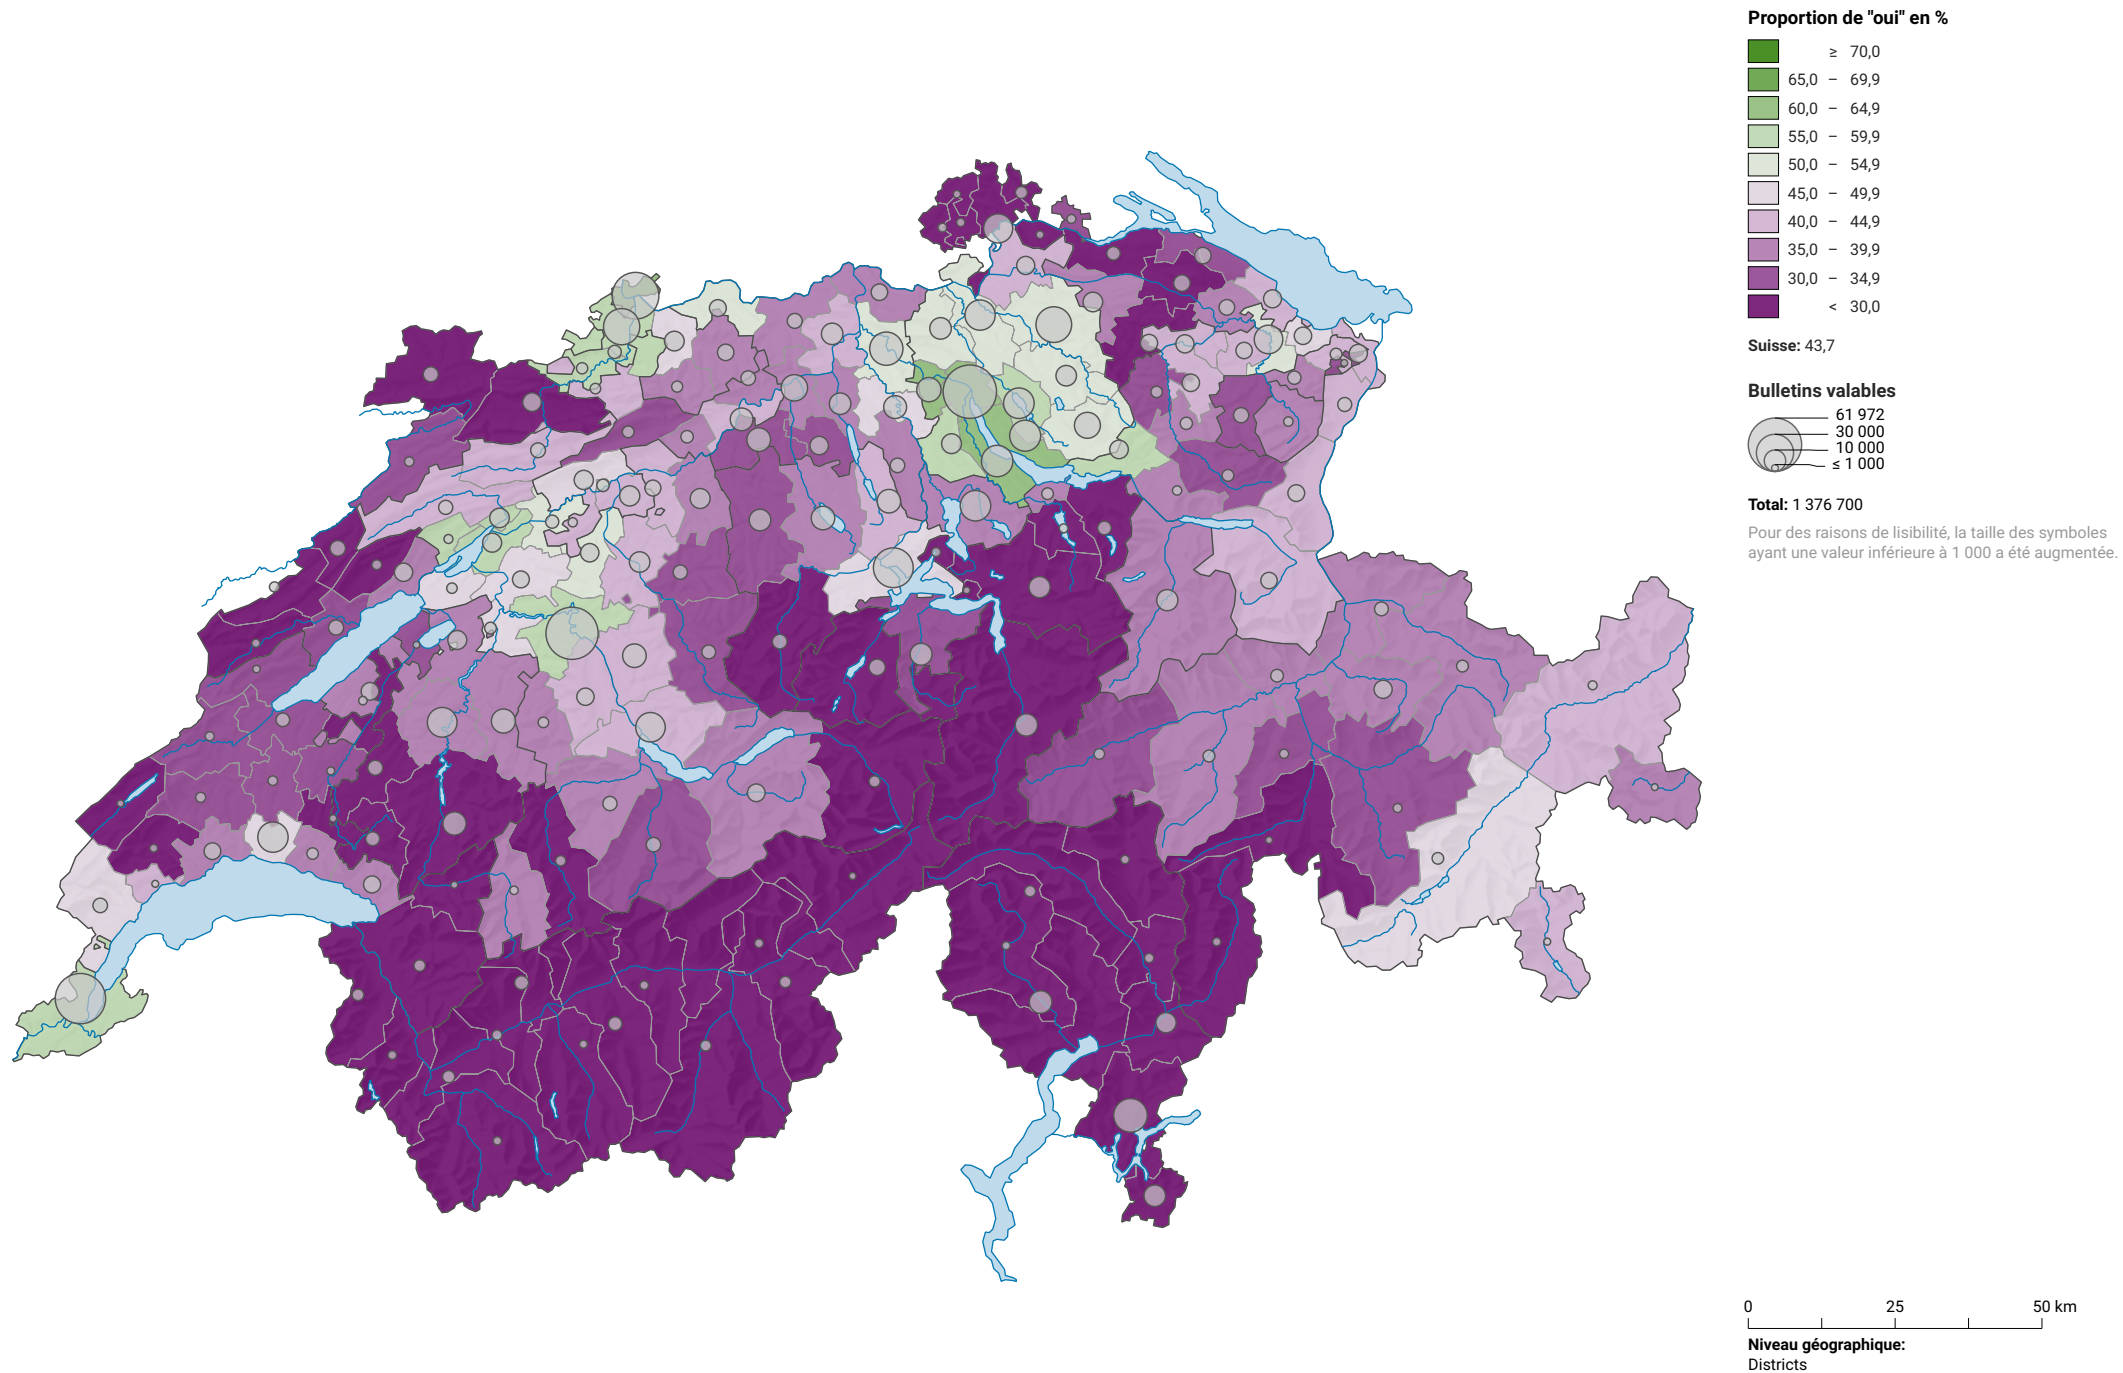 Proportion de "oui" en %
≥ 70,0
65,0 – 69,9
60,0 – 64,9
55,0 – 59,9
50,0 – 54,9
45,0 – 49,9
40,0 – 44,9
35,0 – 39,9
30,0 – 34,9
< 30,0
Suisse: 43,7
Bulletins valables
61 972
30 000
10 000
≤ 1 000
Total: 1 376 700
Pour des raisons de lisibilité, la taille des symboles
ayant une valeur inférieure à 1 000 a été augmentée.
0 25 50 km
Niveau géographique:
Districts